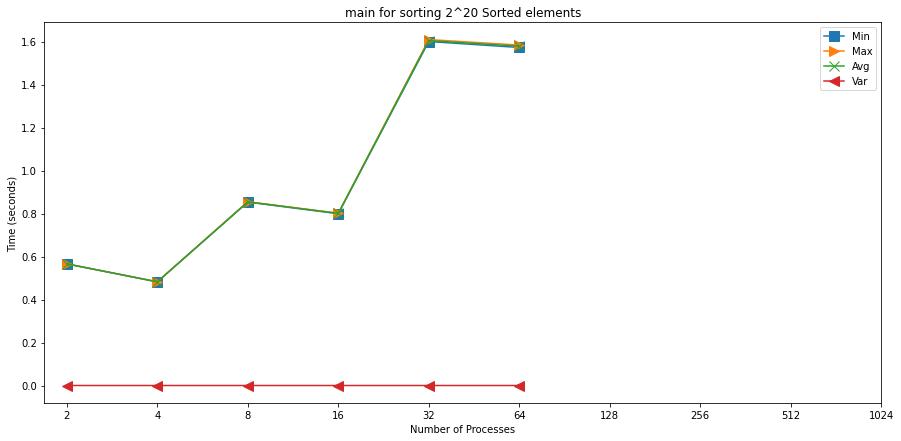 main for sorting 2^20 Sorted elements
Min
Max
Avg
Var
Time (seconds)
1.6
1.4
1.2
1.0
0.8
0.6
0.4
0.2
0.0
2 4 8 16 32 64 128 256 512 1024
Number of Processes